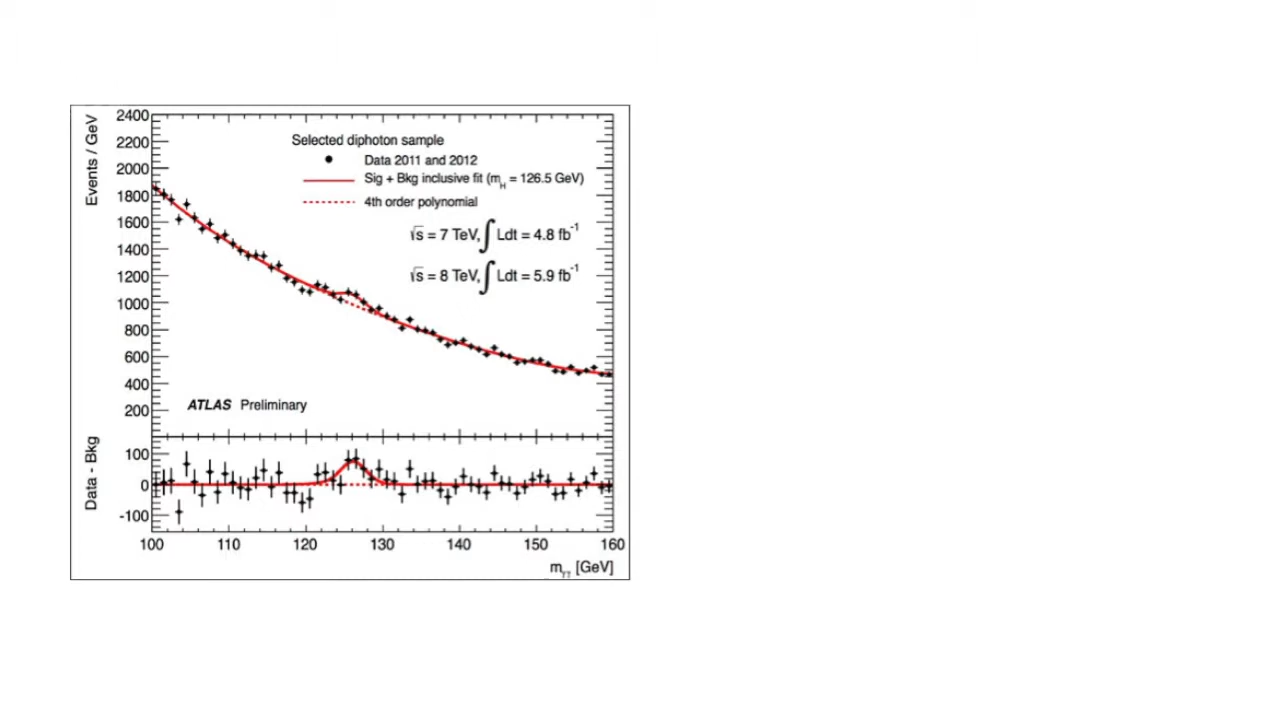 2400
Events / GeV
2200
Selected diphoton sample
2000
Data 2011 and 2012
1800
Sig + Bkg inclusive fit (mH = 126.5 GeV)
4th order polynomial
1600
√s = 7 TeV, ∫ Ldt = 4.8 fb-1
1400
1200
√s = 8 TeV, ∫ Ldt = 5.9 fb-1
1000
800
600
400
200
ATLAS Preliminary
Data - Bkg
100
0
-100
100 110 120 130 140 150 160
mγγ [GeV]